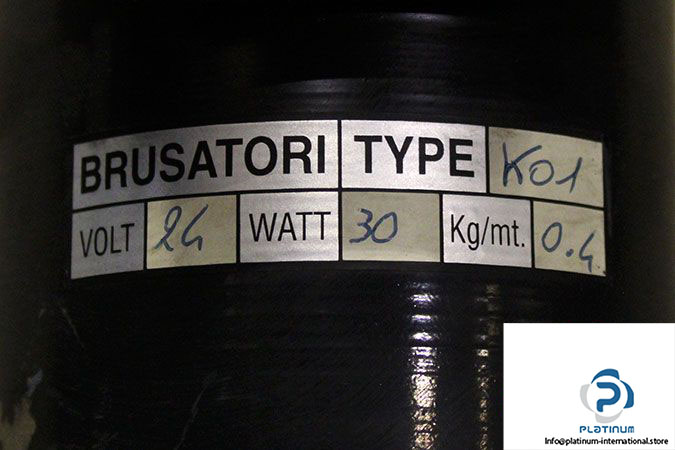 BRUSATORI TYPE K01
VOLT 24 WATT 30 Kg/mt. 0.4
PLATINUM
Info@platinum-international.store